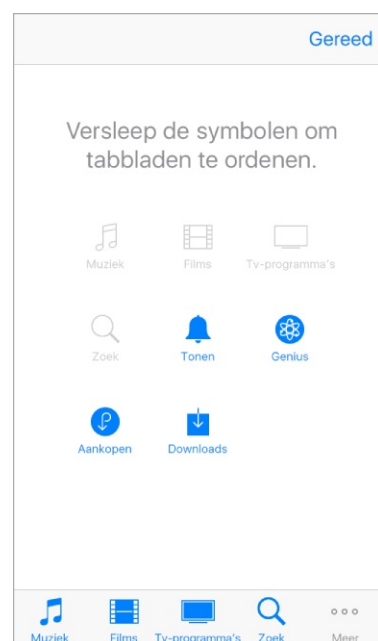 Gereed
Versleep de symbolen om
tabbladen te ordenen.
Muziek Films Tv-programma's
Zoek Tonen Genius
Aankopen Downloads
Muziek Films Tv-programma's Zoek Meer